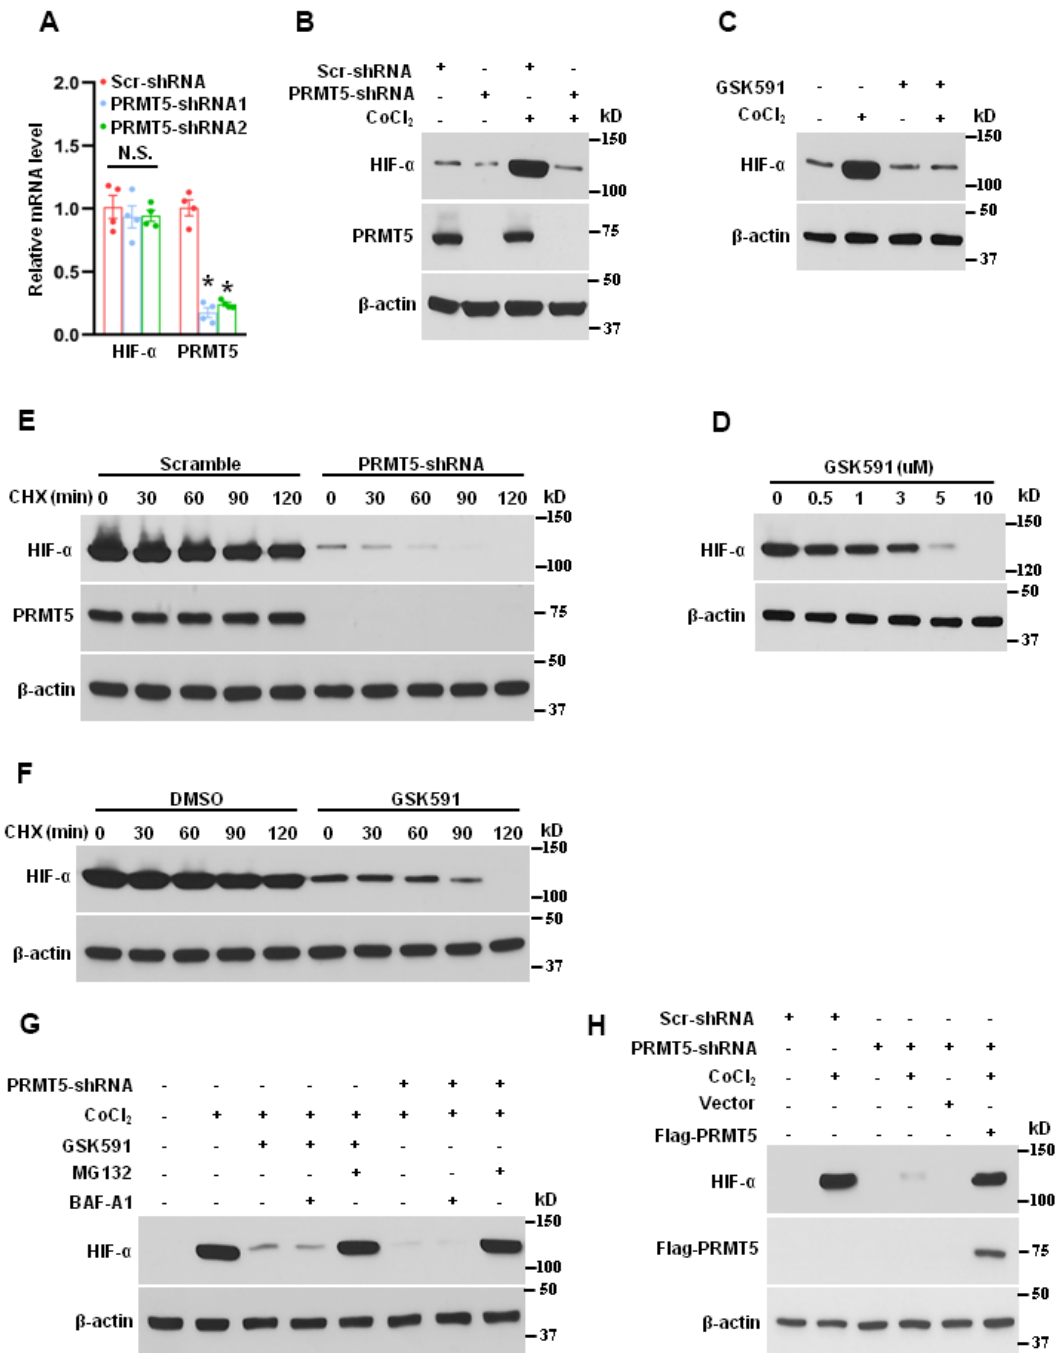 A
2.0
1.5
1.0
0.5
0.0
Relative mRNA level
Scr-shRNA
PRMT5-shRNA1
PRMT5-shRNA2
N.S.
* *
HIF-α PRMT5
B
Scr-shRNA + - + -
PRMT5-shRNA - + - +
CoCl₂ - - + + kD
HIF-α
150
100
PRMT5
75
β-actin
50
37
C
GSK591 - - + +
CoCl₂ - + - + kD
HIF-α
150
100
β-actin
50
37
E
Scramble PRMT5-shRNA
CHX (min) 0 30 60 90 120 0 30 60 90 120 kD
HIF-α
150
100
PRMT5
75
β-actin
50
37
D
GSK591 (uM)
0 0.5 1 3 5 10 kD
HIF-α
150
120
β-actin
50
37
F
DMSO GSK591
CHX (min) 0 30 60 90 120 0 30 60 90 120 kD
HIF-α
150
100
β-actin
50
37
G
PRMT5-shRNA - - - - - + + +
CoCl₂ - + + + + + + +
GSK591 - - + + + - - -
MG132 - - - - + - - +
BAF-A1 - - - + - - + - kD
HIF-α
150
100
β-actin
50
37
H
Scr-shRNA + + - - - -
PRMT5-shRNA - - + + + +
CoCl₂ - + - + - +
Vector - - - - + -
Flag-PRMT5 - - - - - + kD
HIF-α
150
100
Flag-PRMT5
75
β-actin
50
37